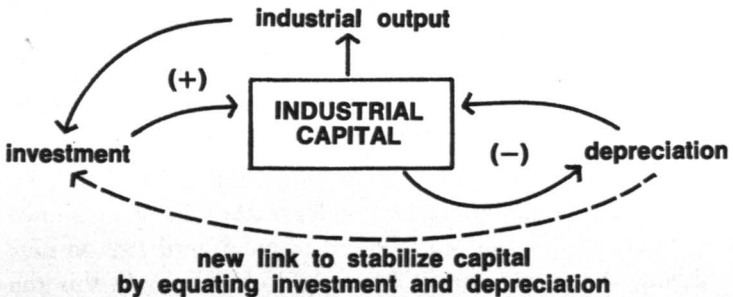 industrial output
(+)
INDUSTRIAL
CAPITAL
investment
(−)
depreciation
new link to stabilize capital
by equating investment and depreciation